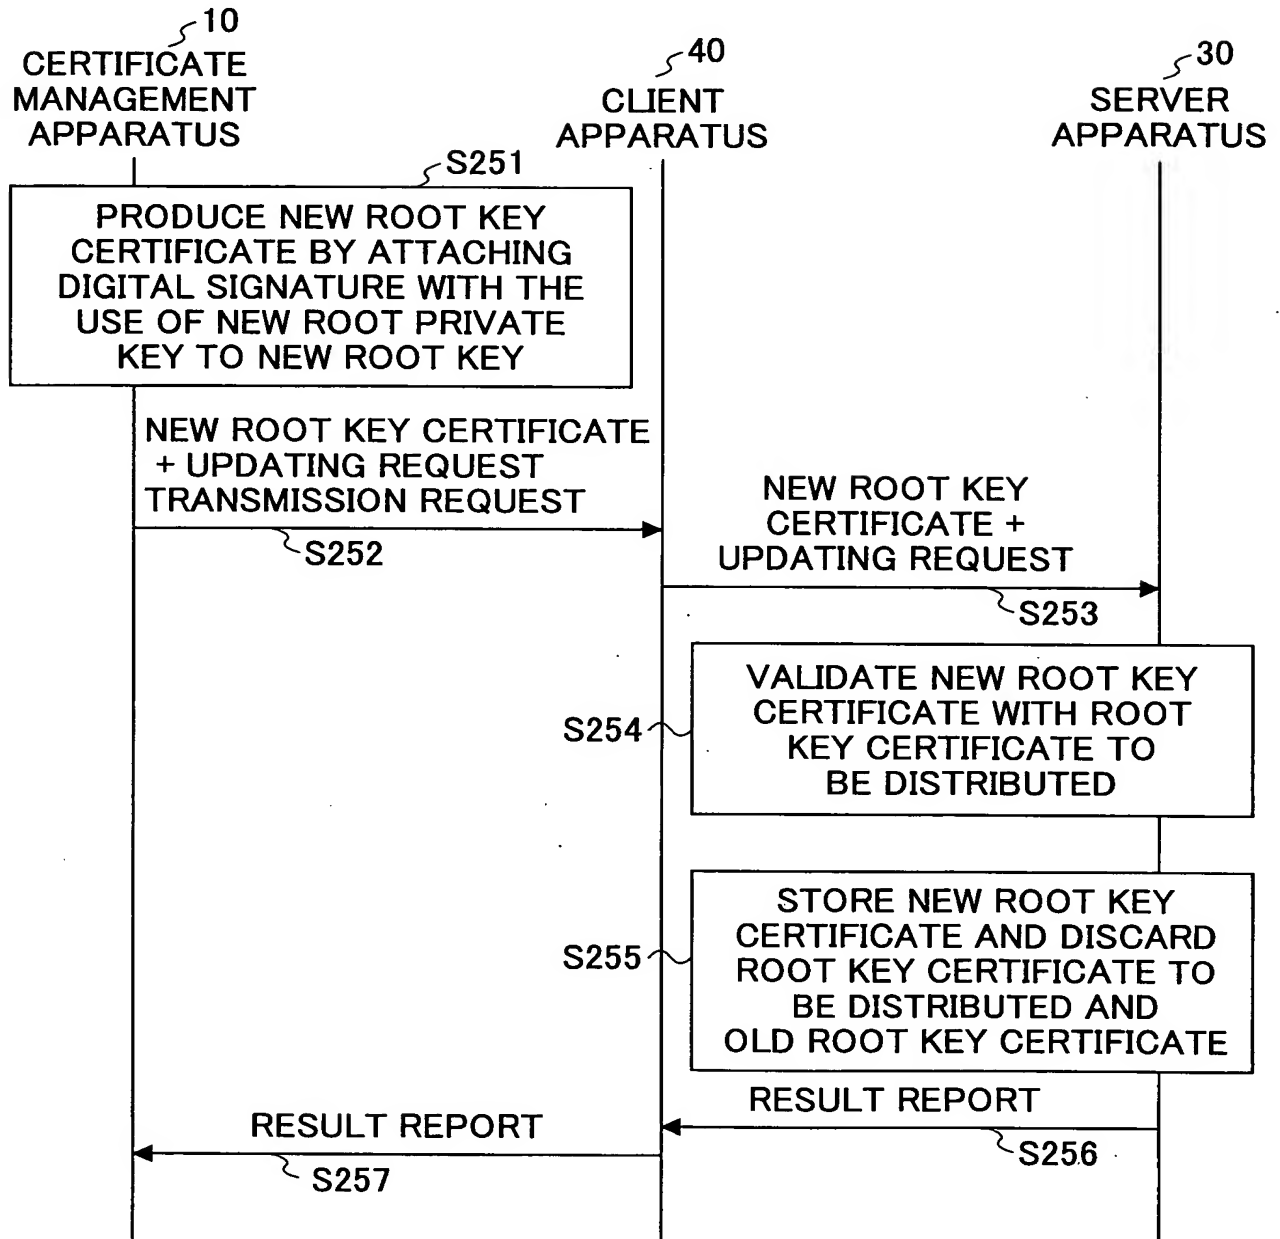 10
CERTIFICATE
MANAGEMENT
APPARATUS
40
CLIENT
APPARATUS
30
SERVER
APPARATUS
S251
PRODUCE NEW ROOT KEY
CERTIFICATE BY ATTACHING
DIGITAL SIGNATURE WITH THE
USE OF NEW ROOT PRIVATE
KEY TO NEW ROOT KEY
NEW ROOT KEY CERTIFICATE
+ UPDATING REQUEST
TRANSMISSION REQUEST
S252
NEW ROOT KEY
CERTIFICATE +
UPDATING REQUEST
S253
VALIDATE NEW ROOT KEY
CERTIFICATE WITH ROOT
KEY CERTIFICATE TO
BE DISTRIBUTED
S254
STORE NEW ROOT KEY
CERTIFICATE AND DISCARD
ROOT KEY CERTIFICATE TO
BE DISTRIBUTED AND
OLD ROOT KEY CERTIFICATE
S255
RESULT REPORT
S256
RESULT REPORT
S257